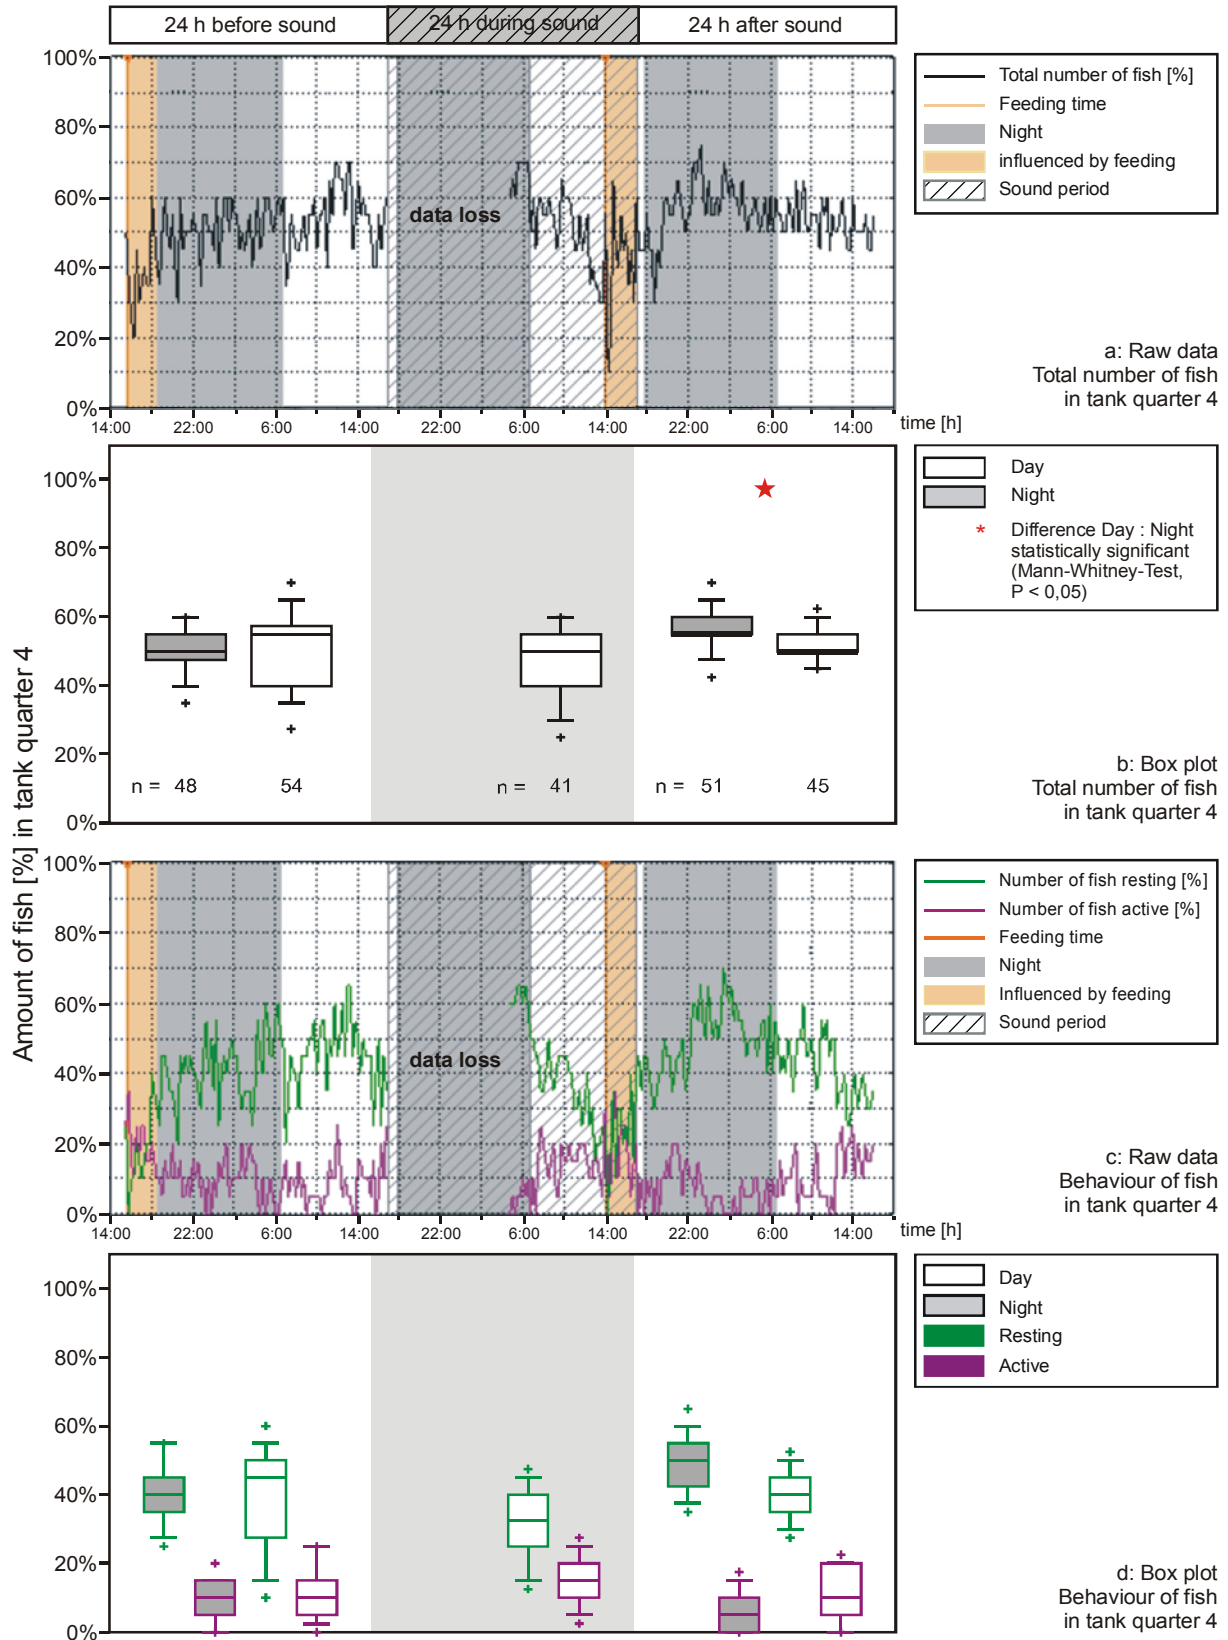 24 h before sound
24 h during sound
24 h after sound
100%
80%
60%
40%
20%
0%
data loss
14:00
22:00
6:00
14:00
22:00
6:00
14:00
22:00
6:00
14:00
time [h]
Total number of fish [%]
Feeding time
Night
influenced by feeding
Sound period
a: Raw data
Total number of fish
in tank quarter 4
Amount of fish [%] in tank quarter 4
100%
80%
60%
40%
20%
0%
n = 48
54
n = 41
n = 51
45
Day
Night
* Difference Day : Night
statistically significant
(Mann-Whitney-Test,
P < 0,05)
b: Box plot
Total number of fish
in tank quarter 4
100%
80%
60%
40%
20%
0%
data loss
14:00
22:00
6:00
14:00
22:00
6:00
14:00
22:00
6:00
14:00
time [h]
Number of fish resting [%]
Number of fish active [%]
Feeding time
Night
Influenced by feeding
Sound period
c: Raw data
Behaviour of fish
in tank quarter 4
100%
80%
60%
40%
20%
0%
Day
Night
Resting
Active
d: Box plot
Behaviour of fish
in tank quarter 4